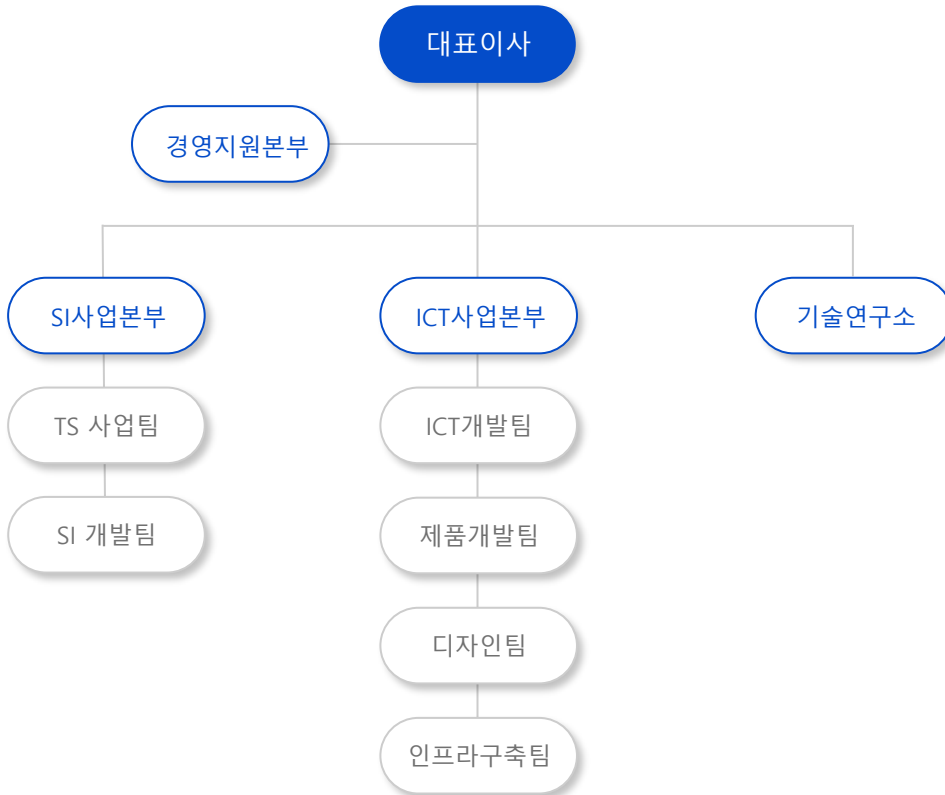 대표이사
경영지원본부
SI사업본부
ICT사업본부
기술연구소
TS 사업팀
ICT개발팀
SI 개발팀
제품개발팀
디자인팀
인프라구축팀